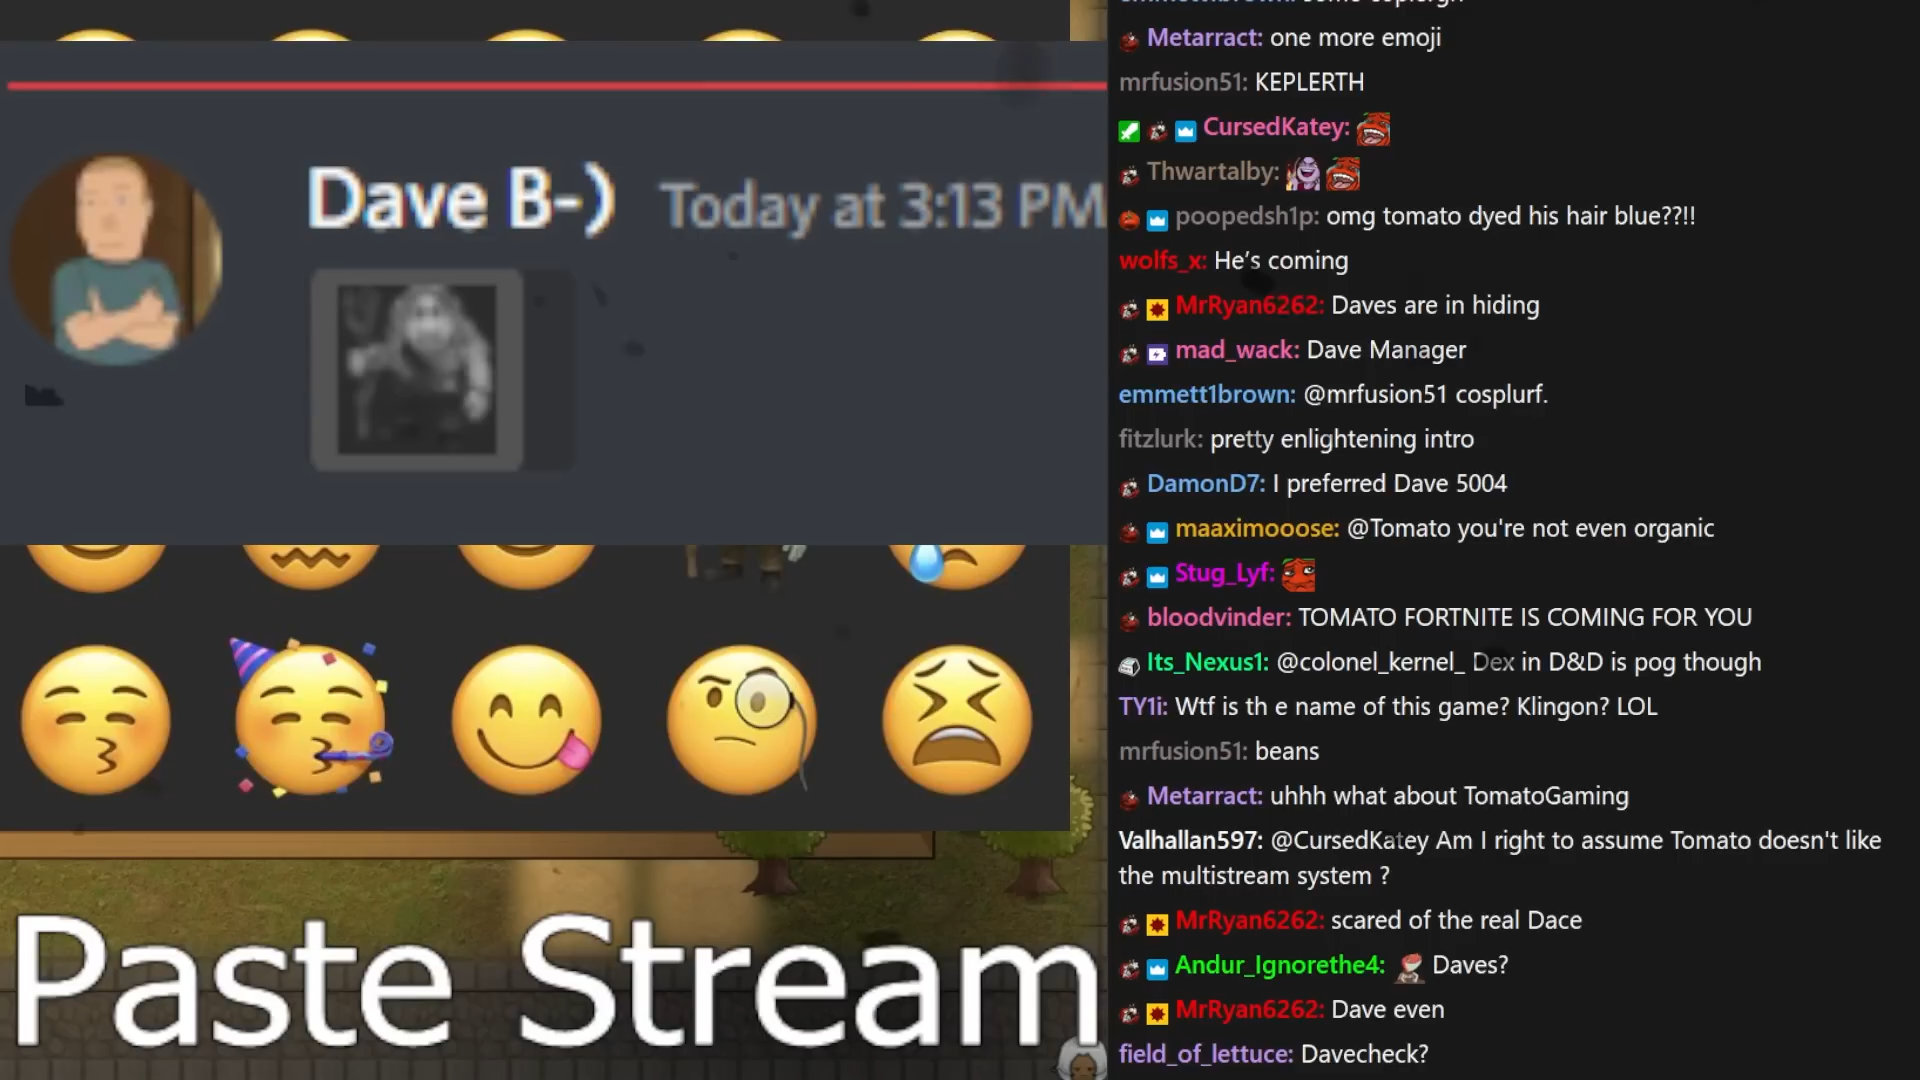 Dave B-) Today at 3:13 PM
Paste Stream
Metarract: one more emoji
mrfusion51: KEPLERTH
CursedKatey:
Thwartalby:
poopedsh1p: omg tomato dyed his hair blue??!!
wolfs_x: He's coming
MrRyan6262: Daves are in hiding
mad_wack: Dave Manager
emmett1brown: @mrfusion51 cosplurf.
fitzlurk: pretty enlightening intro
DamonD7: I preferred Dave 5004
maaximooose: @Tomato you're not even organic
Stug_Lyf:
bloodvinder: TOMATO FORTNITE IS COMING FOR YOU
Its_Nexus1: @colonel_kernel_ Dex in D&D is pog though
TY1i: Wtf is th e name of this game? Klingon? LOL
mrfusion51: beans
Metarract: uhhh what about TomatoGaming
Valhallan597: @CursedKatey Am I right to assume Tomato doesn't like
the multistream system ?
MrRyan6262: scared of the real Dace
Andur_Ignorethe4: Daves?
MrRyan6262: Dave even
field_of_lettuce: Davecheck?